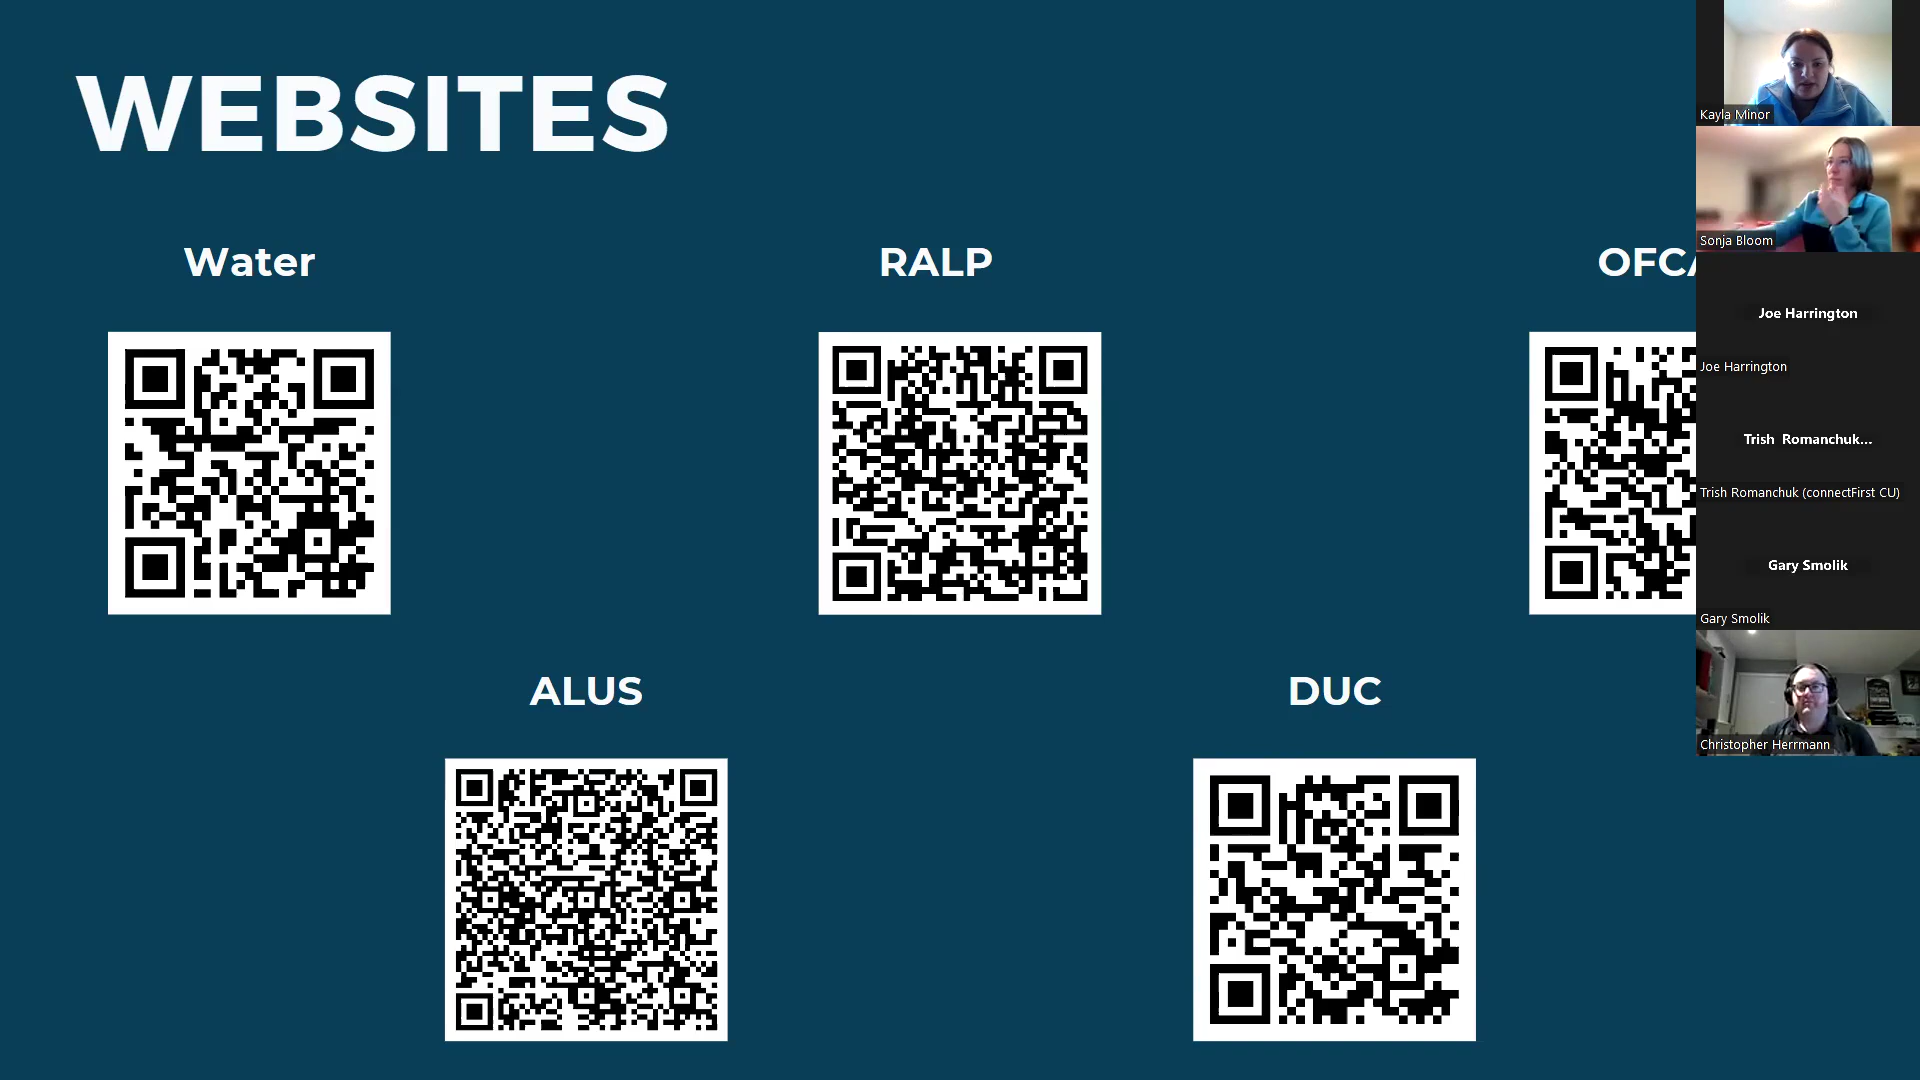 WEBSITES
Water
RALP
OFCA
ALUS
DUC
Kayla Minor
Sonja Bloom
Joe Harrington
Joe Harrington
Trish Romanchuk...
Trish Romanchuk (connectFirst CU)
Gary Smolik
Gary Smolik
Christopher Herrmann